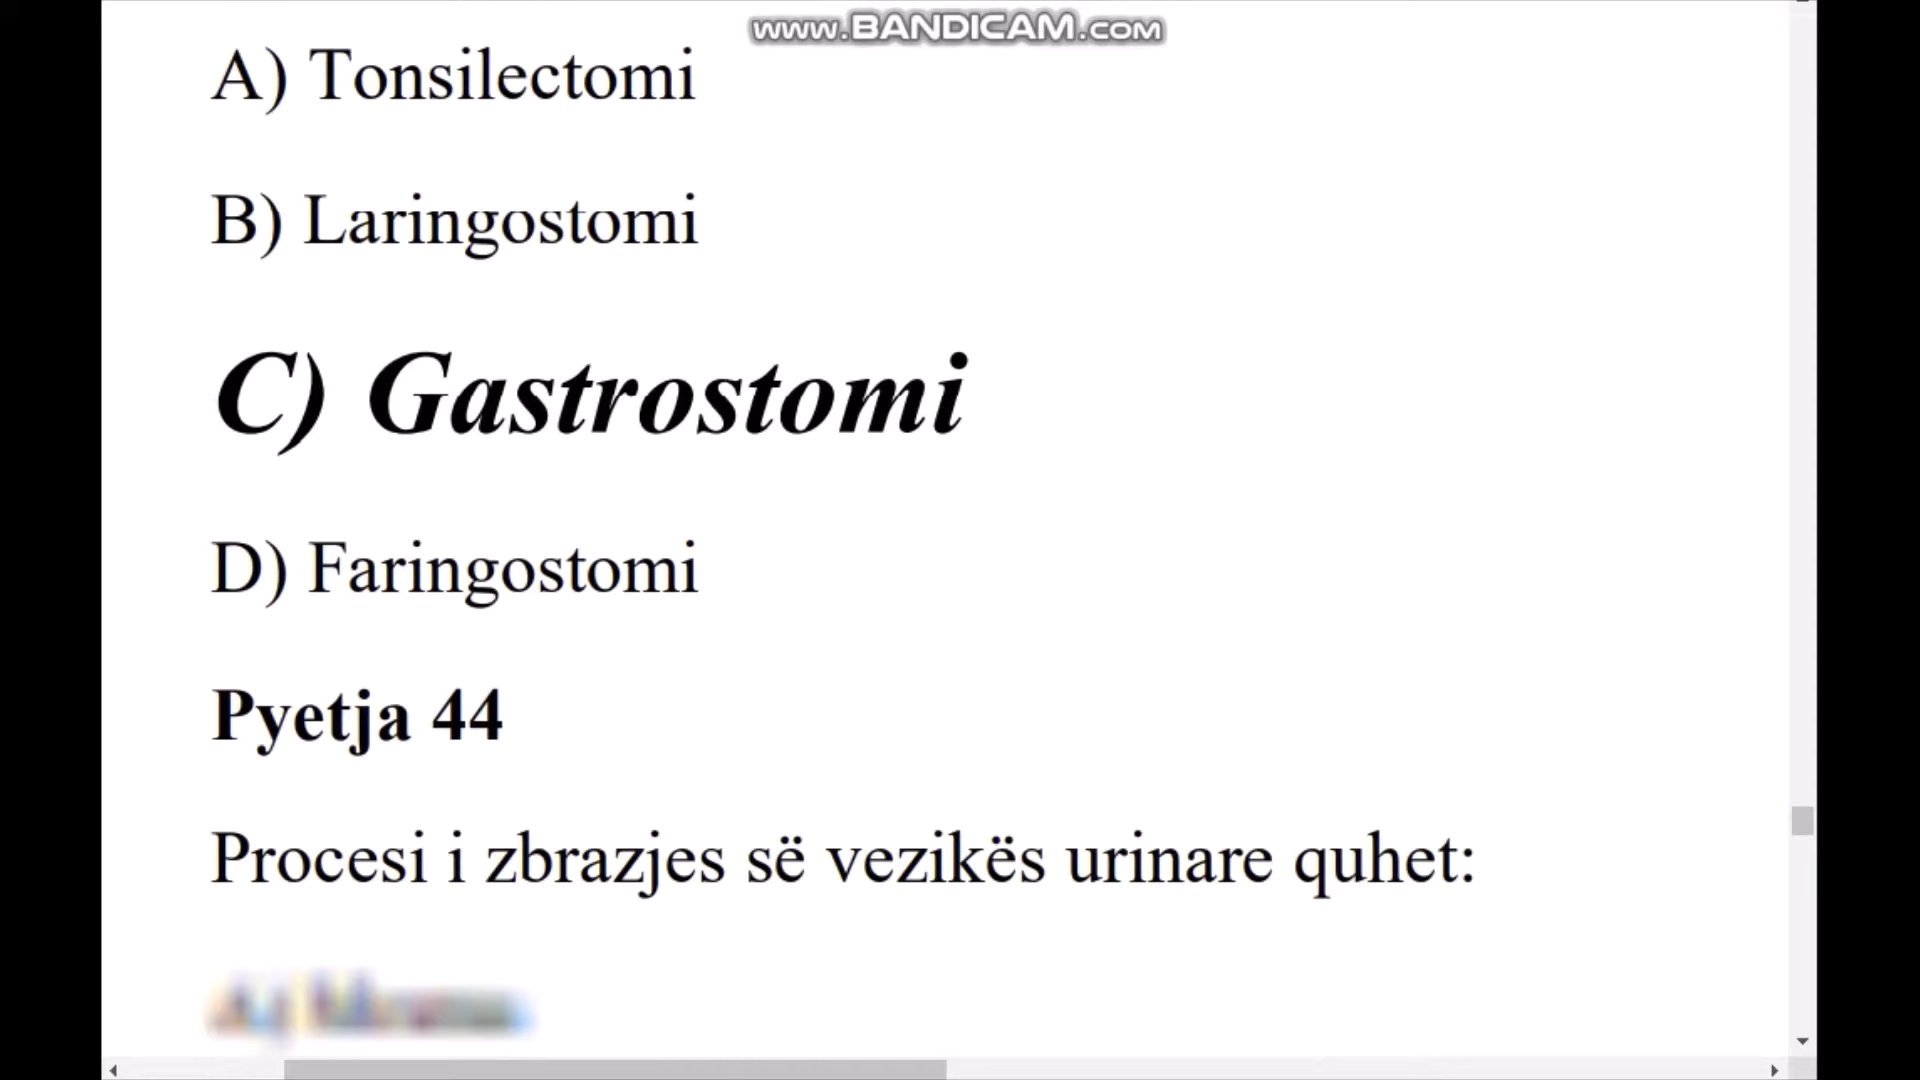 www.BANDICAM.com
A) Tonsilectomi
B) Laringostomi
C) Gastrostomi
D) Faringostomi
Pyetja 44
Procesi i zbrazjes së vezikës urinare quhet:
A)